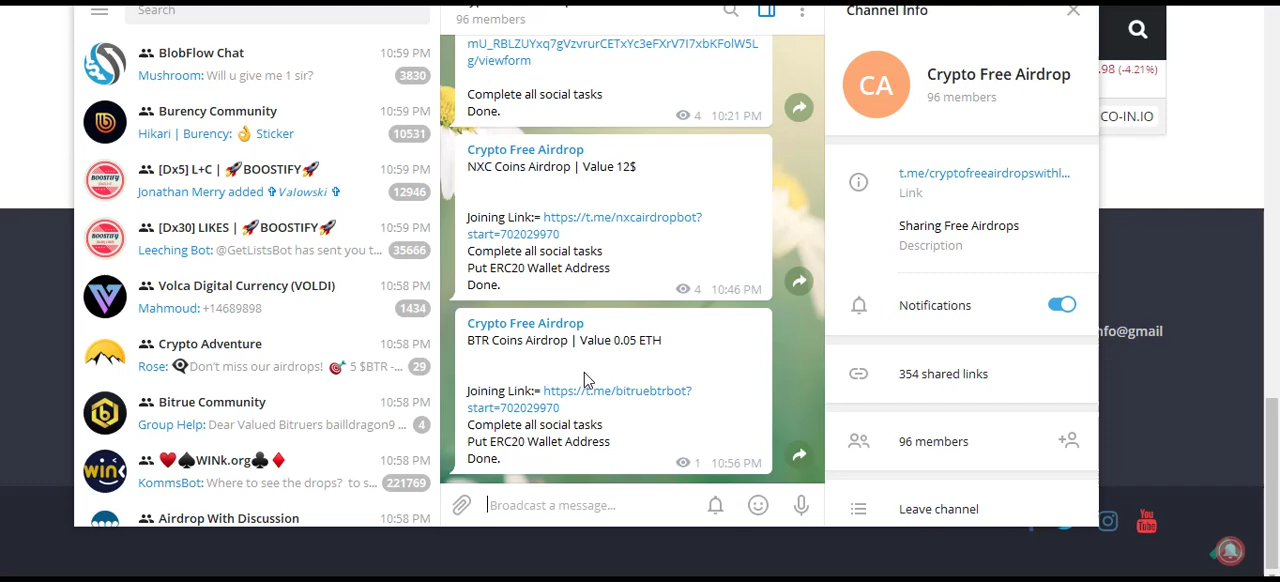 Search
BlobFlow Chat 10:59 PM
Mushroom: Will u give me 1 sir? 3830
Burency Community 10:59 PM
Hikari | Burency: 👌 Sticker 10531
[Dx5] L+C | 🚀BOOSTIFY🚀 10:59 PM
Jonathan Merry added ✞Valowski ✞ 12946
[Dx30] LIKES | 🚀BOOSTIFY🚀 10:59 PM
Leeching Bot: @GetListsBot has sent you t... 35666
Volca Digital Currency (VOLDI) 10:58 PM
Mahmoud: +14689898 1434
Crypto Adventure 10:58 PM
Rose: 👁‍🗨Don't miss our airdrops! 🎯 5 $BTR -... 29
Bitrue Community 10:58 PM
Group Help: Dear Valued Bitruers bailldragon9 ... 4
♥️♠️WINk.org♣️♦️ 10:58 PM
KommsBot: Where to see the drops? to s... 221769
Airdrop With Discussion 10:58 PM
96 members
mU_RBLZUYxq7gVzvrurCETxYc3eFXrV7I7xbKFolW5L
g/viewform
Complete all social tasks
Done.
4 10:21 PM
Crypto Free Airdrop
NXC Coins Airdrop | Value 12$
Joining Link:= https://t.me/nxcairdropbot?
start=702029970
Complete all social tasks
Put ERC20 Wallet Address
Done.
4 10:46 PM
Crypto Free Airdrop
BTR Coins Airdrop | Value 0.05 ETH
Joining Link:= https://t.me/bitruebtrbot?
start=702029970
Complete all social tasks
Put ERC20 Wallet Address
Done.
1 10:56 PM
Broadcast a message...
Channel Info
CA
Crypto Free Airdrop
96 members
t.me/cryptofreeairdropswithl...
Link
Sharing Free Airdrops
Description
Notifications
354 shared links
96 members
Leave channel
.98 (-4.21%)
CO-IN.IO
nfo@gmail
You
Tube